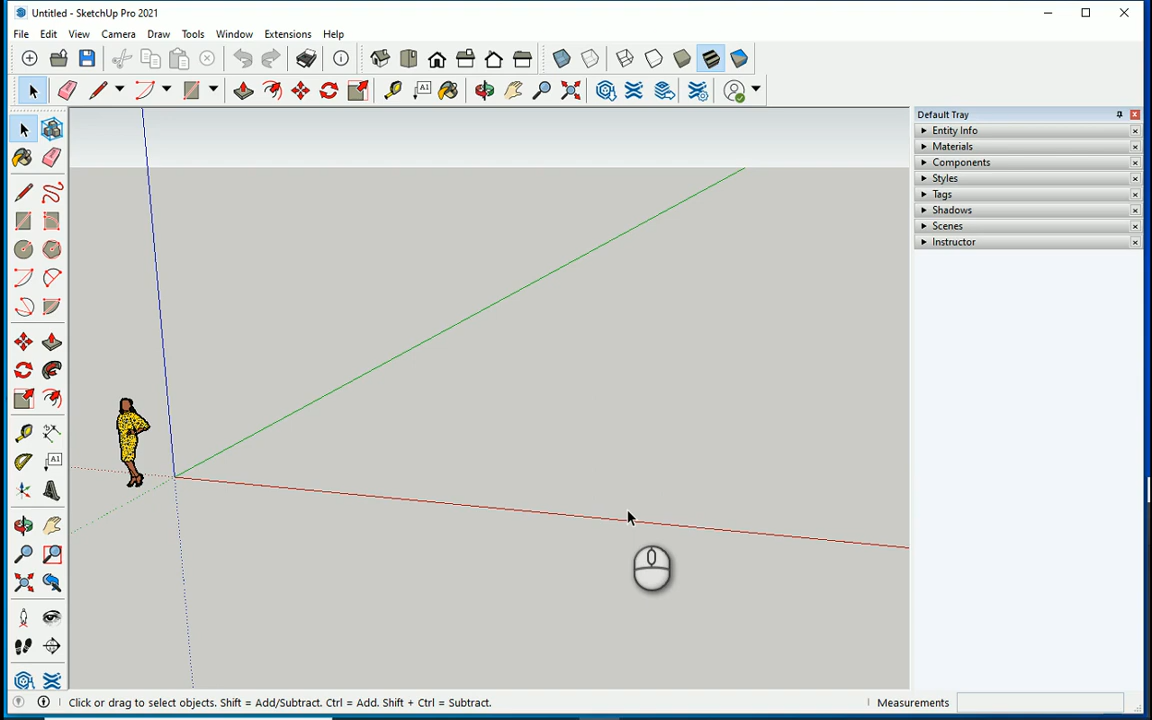 Untitled - SketchUp Pro 2021
File Edit View Camera Draw Tools Window Extensions Help
A1
Default Tray
Entity Info
Materials
Components
Styles
Tags
Shadows
Scenes
Instructor
A1
Click or drag to select objects. Shift = Add/Subtract. Ctrl = Add. Shift + Ctrl = Subtract.
Measurements